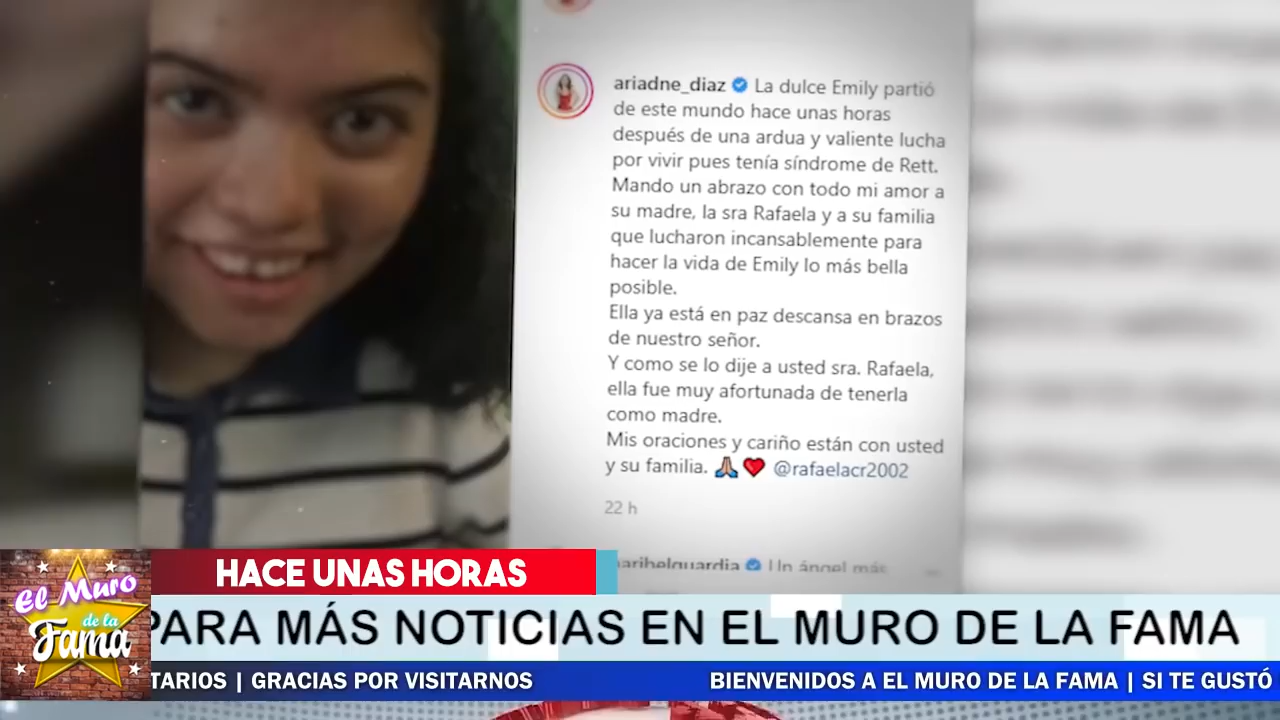 ariadne_diaz La dulce Emily partió
de este mundo hace unas horas
después de una ardua y valiente lucha
por vivir pues tenía síndrome de Rett.
Mando un abrazo con todo mi amor a
su madre, la sra Rafaela y a su familia
que lucharon incansablemente para
hacer la vida de Emily lo más bella
posible.
Ella ya está en paz descansa en brazos
de nuestro señor.
Y como se lo dije a usted sra. Rafaela,
ella fue muy afortunada de tenerla
como madre.
Mis oraciones y cariño están con usted
y su familia. 🙏🏼❤️ @rafaelacr2002
22 h
Un ángel más
HACE UNAS HORAS
El Muro
de la
Fama
PARA MÁS NOTICIAS EN EL MURO DE LA FAMA
TARIOS | GRACIAS POR VISITARNOS
BIENVENIDOS A EL MURO DE LA FAMA | SI TE GUSTÓ